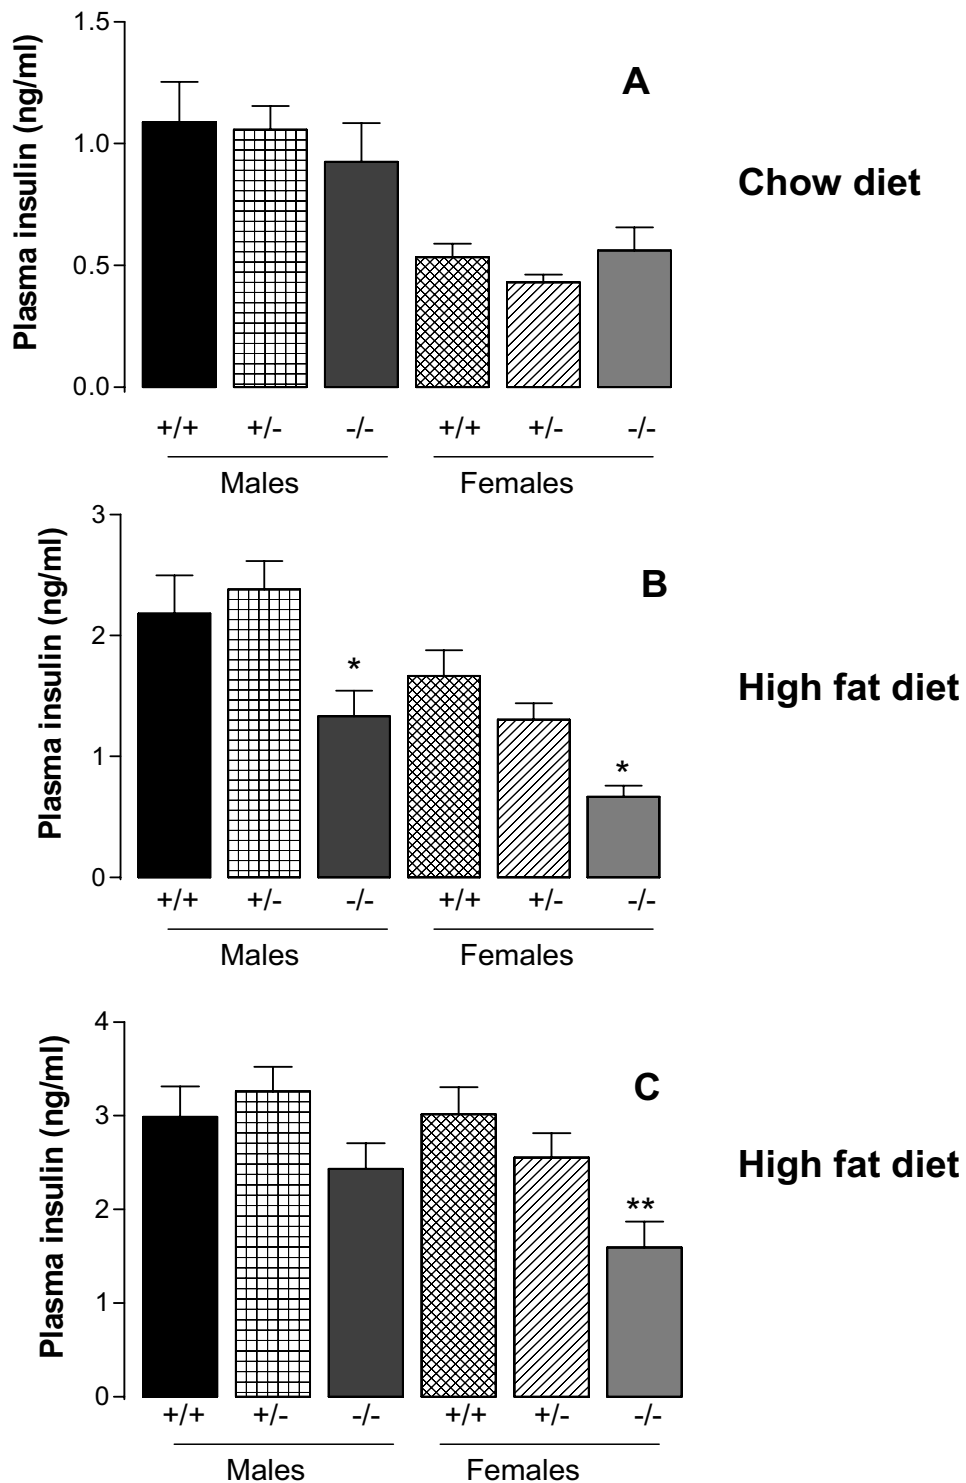 1.5
A
Plasma insulin (ng/ml)
1.0
Chow diet
0.5
0.0
+/+ +/- -/- +/+ +/- -/-
Males Females
3
B
Plasma insulin (ng/ml)
2
*
High fat diet
1
*
0
+/+ +/- -/- +/+ +/- -/-
Males Females
4
C
Plasma insulin (ng/ml)
3
High fat diet
2
**
1
0
+/+ +/- -/- +/+ +/- -/-
Males Females